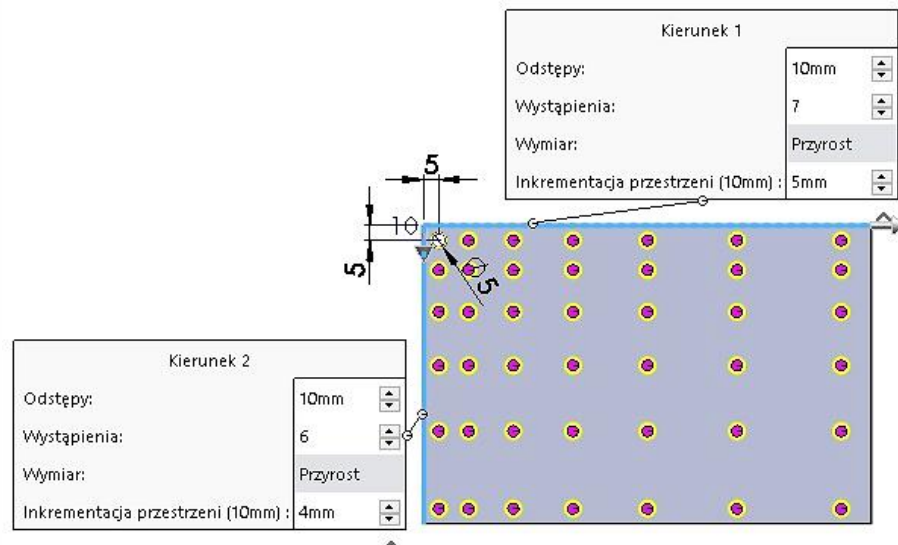 Kierunek 1
Odstępy: 10mm
Wystąpienia: 7
Wymiar: Przyrost
Inkrementacja przestrzeni (10mm) : 5mm
5
10
5
5
Kierunek 2
Odstępy: 10mm
Wystąpienia: 6
Wymiar: Przyrost
Inkrementacja przestrzeni (10mm) : 4mm